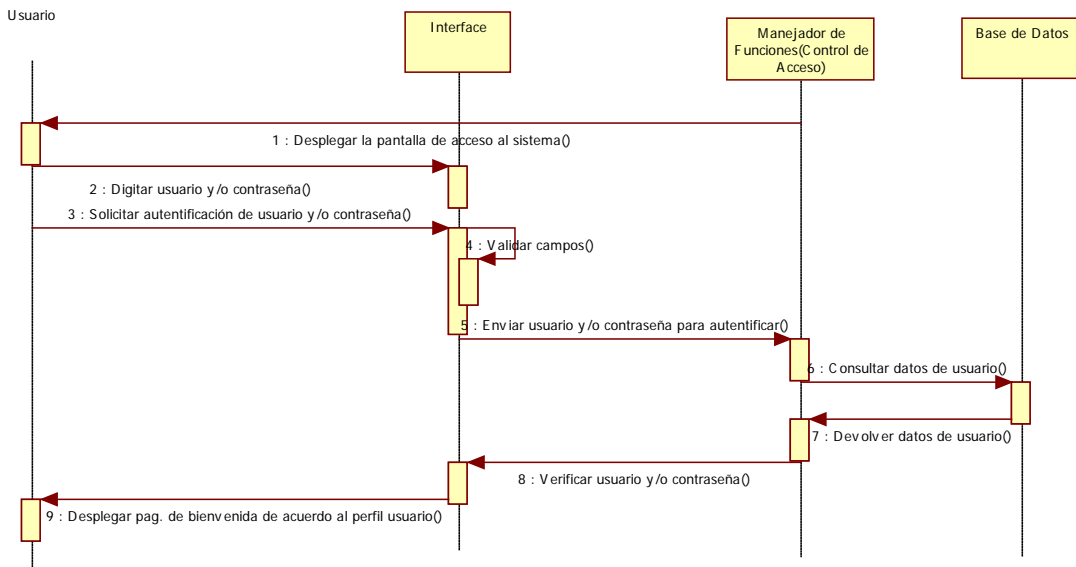 Usuario
Interface
Manejador de
Funciones(Control de
Acceso)
Base de Datos
1 : Desplegar la pantalla de acceso al sistema()
2 : Digitar usuario y/o contraseña()
3 : Solicitar autentificación de usuario y/o contraseña()
4 : Validar campos()
5 : Enviar usuario y/o contraseña para autentificar()
6 : Consultar datos de usuario()
7 : Devolver datos de usuario()
8 : Verificar usuario y/o contraseña()
9 : Desplegar pag. de bienvenida de acuerdo al perfil usuario()